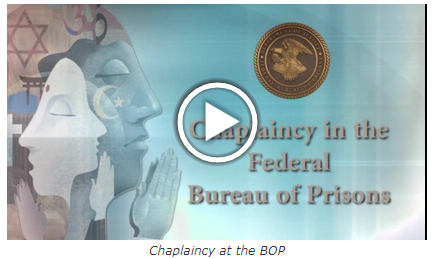 Chaplaincy in the
Federal
Bureau of Prisons
Chaplaincy at the BOP